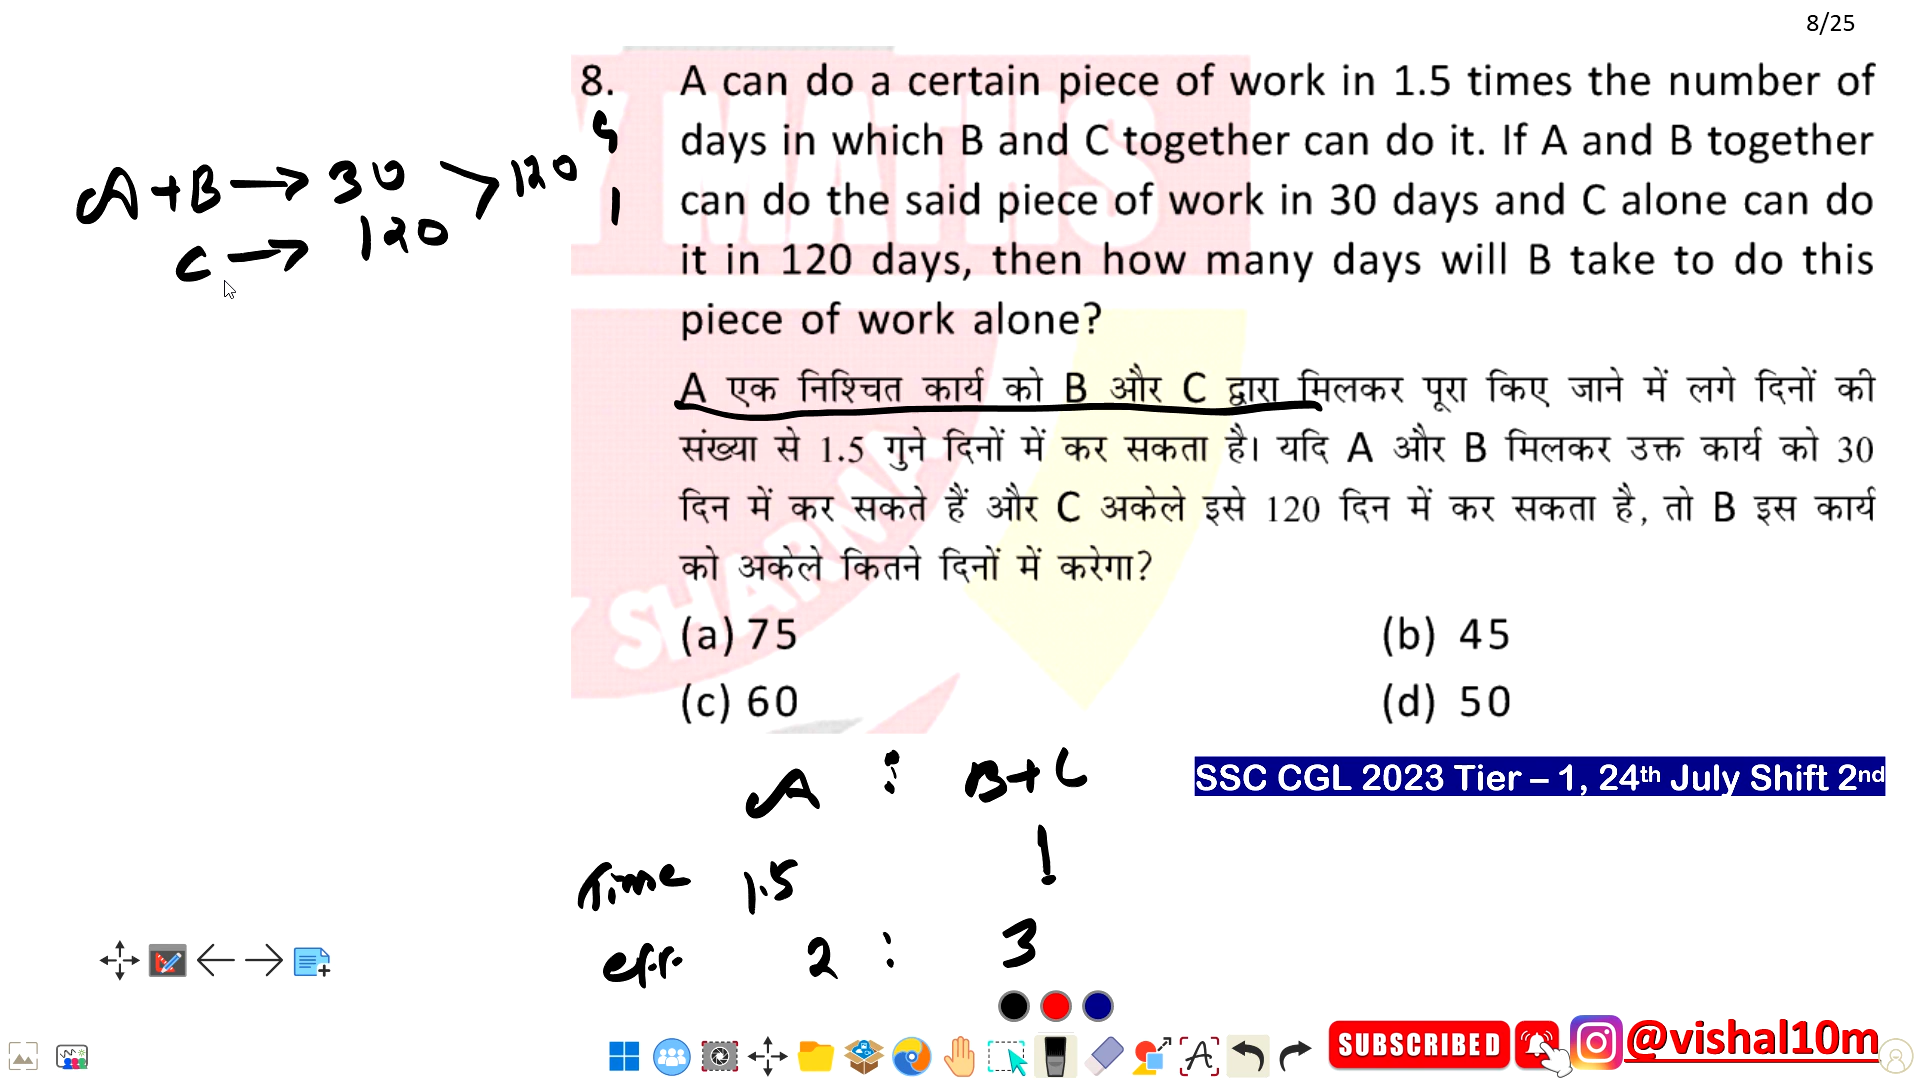 8/25
8. A can do a certain piece of work in 1.5 times the number of
days in which B and C together can do it. If A and B together
can do the said piece of work in 30 days and C alone can do
it in 120 days, then how many days will B take to do this
piece of work alone?
A एक निश्चित कार्य को B और C द्वारा मिलकर पूरा किए जाने में लगे दिनों की
संख्या से 1.5 गुने दिनों में कर सकता है। यदि A और B मिलकर उक्त कार्य को 30
दिन में कर सकते हैं और C अकेले इसे 120 दिन में कर सकता है, तो B इस कार्य
को अकेले कितने दिनों में करेगा?
(a) 75 (b) 45
(c) 60 (d) 50
SSC CGL 2023 Tier – 1, 24th July Shift 2nd
A+B → 30 > 120 4
C → 120 1
A : B+C
Time 1.5 1
eff. 2 : 3
MATHS
SHARMA
SUBSCRIBED
@vishal10m